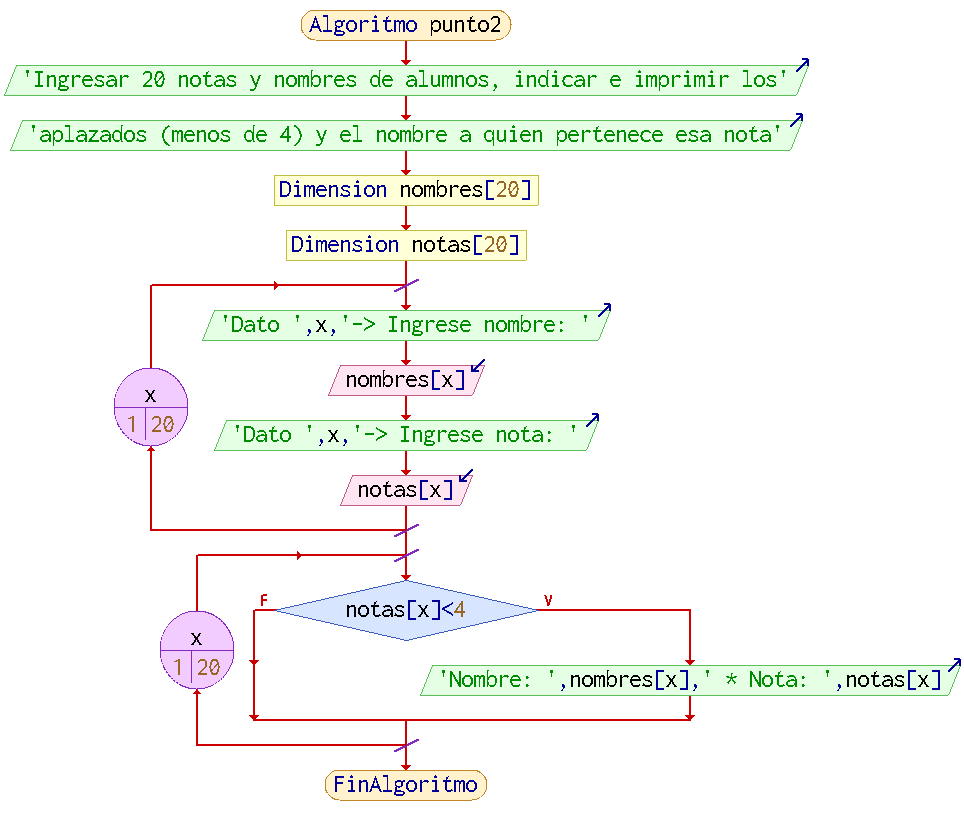 Algoritmo punto2
'Ingresar 20 notas y nombres de alumnos, indicar e imprimir los'
'aplazados (menos de 4) y el nombre a quien pertenece esa nota'
Dimension nombres[20]
Dimension notas[20]
'Dato ',x,'-> Ingrese nombre: '
nombres[x]
x
1 20
'Dato ',x,'-> Ingrese nota: '
notas[x]
F
V
notas[x]<4
x
1 20
'Nombre: ',nombres[x],' * Nota: ',notas[x]
FinAlgoritmo